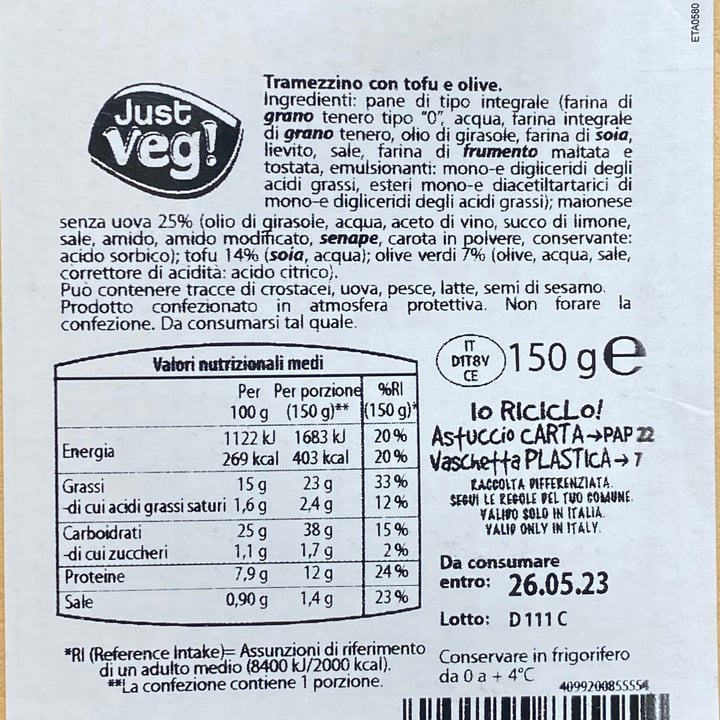 ETA0580
Just
veg!
Tramezzino con tofu e olive.
Ingredienti: pane di tipo integrale (farina di
grano tenero tipo "0", acqua, farina integrale
di grano tenero, olio di girasole, farina di soia,
lievito, sale, farina di frumento maltata e
tostata, emulsionanti: mono-e digliceridi degli
acidi grassi, esteri mono-e diacetiltartarici di
mono-e digliceridi degli acidi grassi); maionese
senza uova 25% (olio di girasole, acqua, aceto di vino, succo di limone,
sale, amido, amido modificato, senape, carota in polvere, conservante:
acido sorbico); tofu 14% (soia, acqua); olive verdi 7% (olive, acqua, sale,
correttore di acidità: acido citrico).
Può contenere tracce di crostacei, uova, pesce, latte, semi di sesamo.
Prodotto confezionato in atmosfera protettiva. Non forare la
confezione. Da consumarsi tal quale.
Valori nutrizionali medi
Per Per porzione %RI
100 g (150 g)** (150 g)*
Energia
1122 kJ 1683 kJ 20%
269 kcal 403 kcal 20%
Grassi 15 g 23 g 33%
-di cui acidi grassi saturi 1,6 g 2,4 g 12%
Carboidrati 25 g 38 g 15%
-di cui zuccheri 1,1 g 1,7 g 2%
Proteine 7,9 g 12 g 24%
Sale 0,90 g 1,4 g 23%
*RI (Reference Intake)= Assunzioni di riferimento
di un adulto medio (8400 kJ/2000 kcal).
**La confezione contiene 1 porzione.
IT
D1T8V
CE
150 g e
Io RICICLO!
Astuccio CARTA→PAP 22
Vaschetta PLASTICA→7
RACCOLTA DIFFERENZIATA.
SEGUI LE REGOLE DEL TUO COMUNE.
VALIDO SOLO IN ITALIA.
VALID ONLY IN ITALY.
Da consumare
entro: 26.05.23
Lotto: D111C
Conservare in frigorifero
da 0 a + 4°C
4099200855554